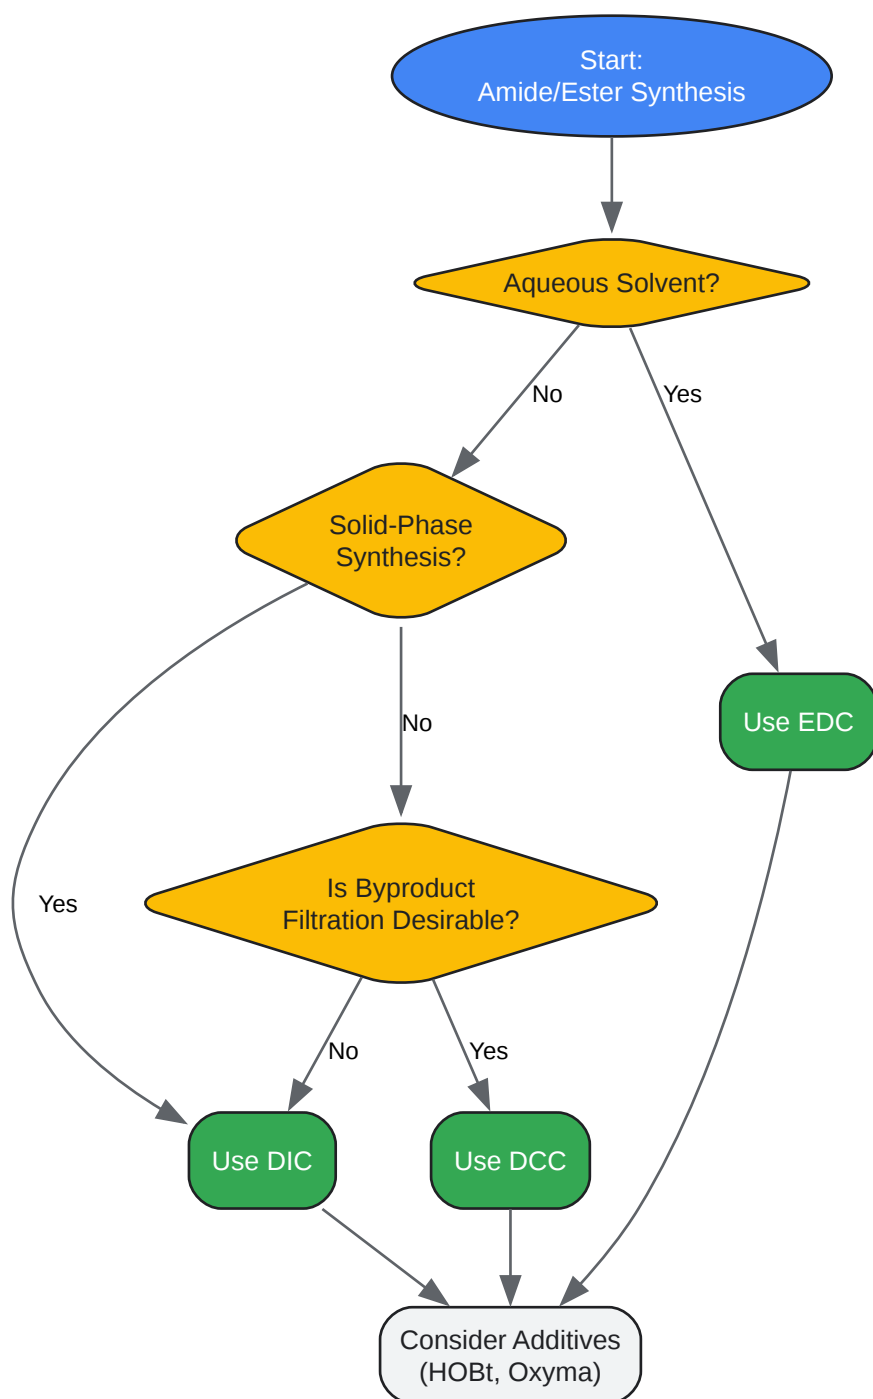 Start:
Amide/Ester Synthesis
Aqueous Solvent?
No
Yes
Solid-Phase
Synthesis?
Use EDC
No
Yes
Is Byproduct
Filtration Desirable?
No
Yes
Use DIC
Use DCC
Consider Additives
(HOBt, Oxyma)